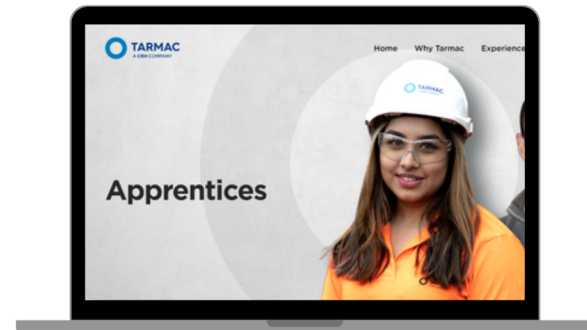 TARMAC
A CRH COMPANY
Home Why Tarmac Experience
TARMAC
Apprentices